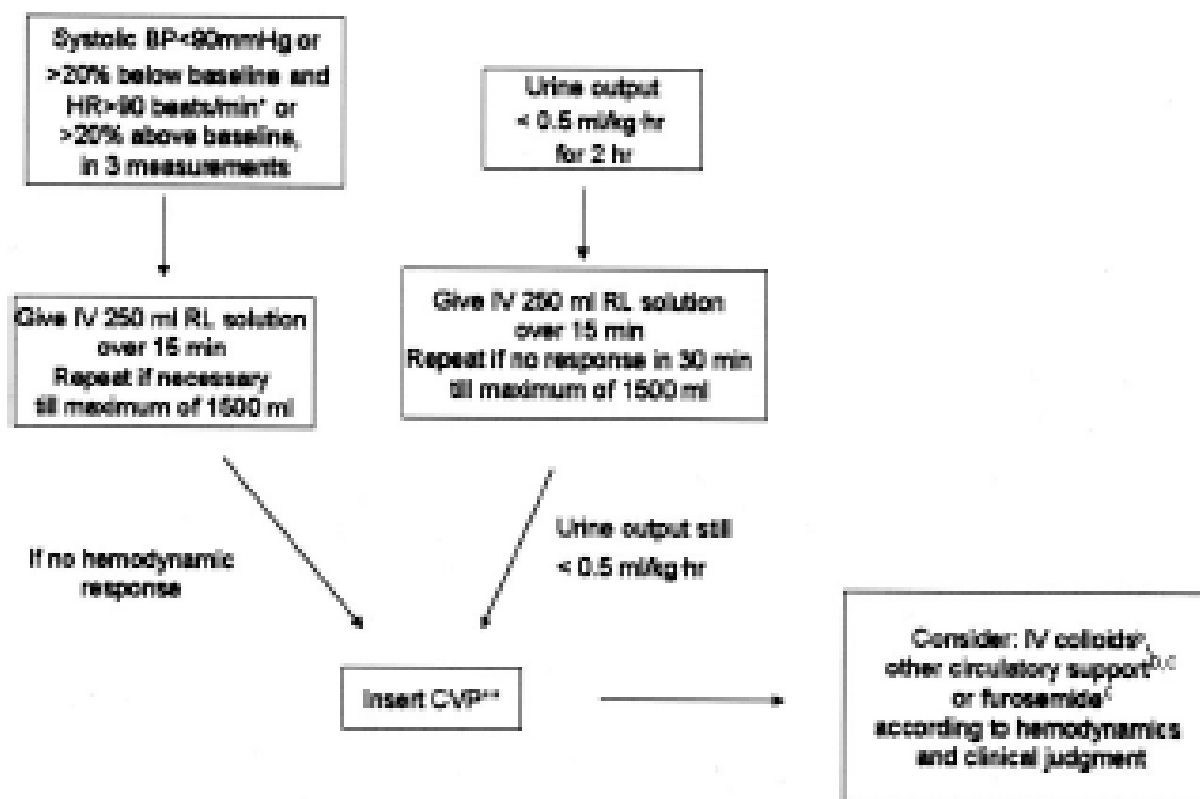 Systolic BP<90mmHg or
>20% below baseline and
HR>90 beats/min* or
>20% above baseline,
in 3 measurements
Urine output
< 0.5 ml/kg·hr
for 2 hr
Give IV 250 ml RL solution
over 15 min
Repeat if necessary
till maximum of 1500 ml
Give IV 250 ml RL solution
over 15 min
Repeat if no response in 30 min
till maximum of 1500 ml
If no hemodynamic
response
Urine output still
< 0.5 ml/kg·hr
Insert CVP**
Consider: IV colloids
other circulatory support b,c
or furosemide
according to hemodynamics
and clinical judgment